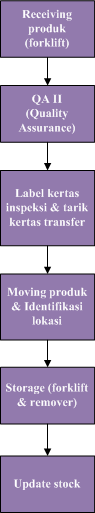 Receiving
produk
(forklift)
QA II
(Quality
Assurance)
Label kertas
inspeksi & tarik
kertas transfer
Moving produk
& Identifikasi
lokasi
Storage (forklift
& remover)
Update stock